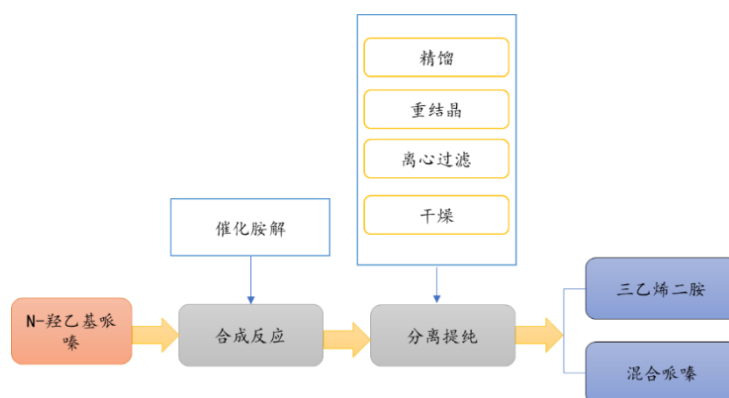 精馏
重结晶
离心过滤
干燥
催化胺解
N-羟乙基哌
嗪
合成反应
分离提纯
三乙烯二胺
混合哌嗪